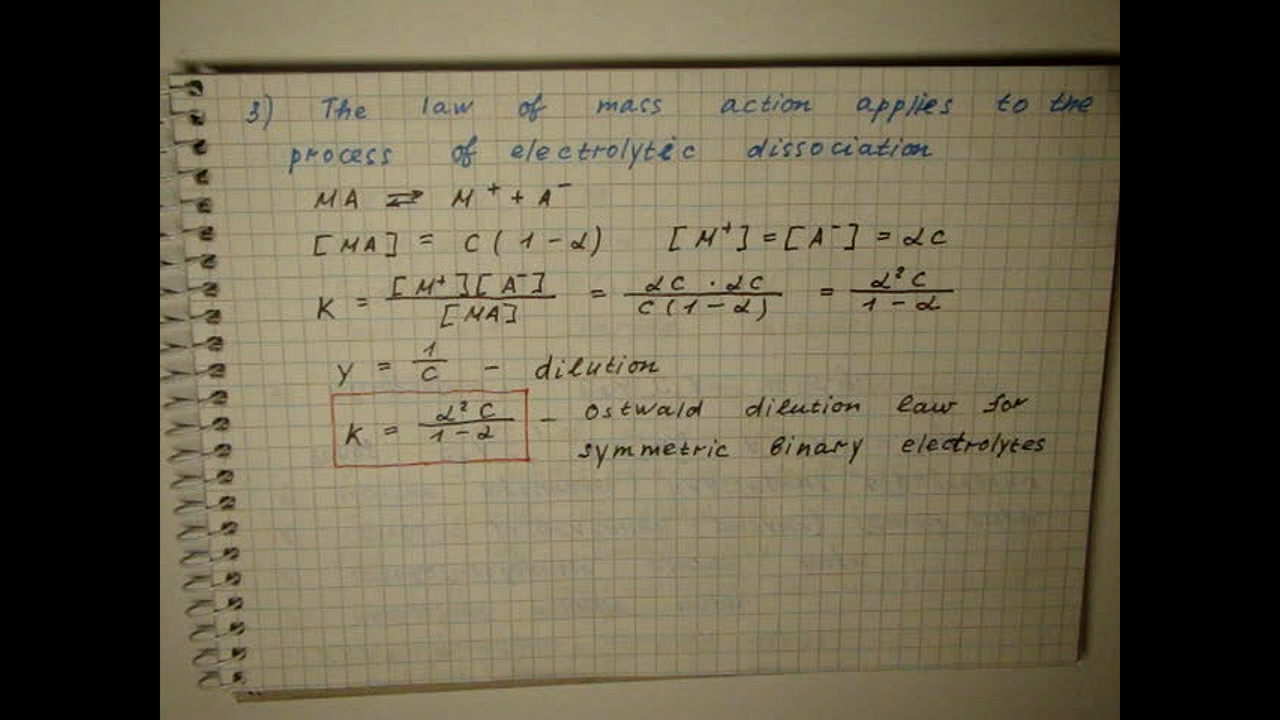 3) The law of mass action applies to the
process of electrolytic dissociation
MA ⇄ M⁺ + A⁻
[MA] = C(1-α) [M⁺] = [A⁻] = αC
K = [M⁺][A⁻] / [MA] = αC · αC / C(1-α) = α²C / 1-α
Y = 1/C - dilution
K = α²C / 1-α - Ostwald dilution law for
symmetric binary electrolytes